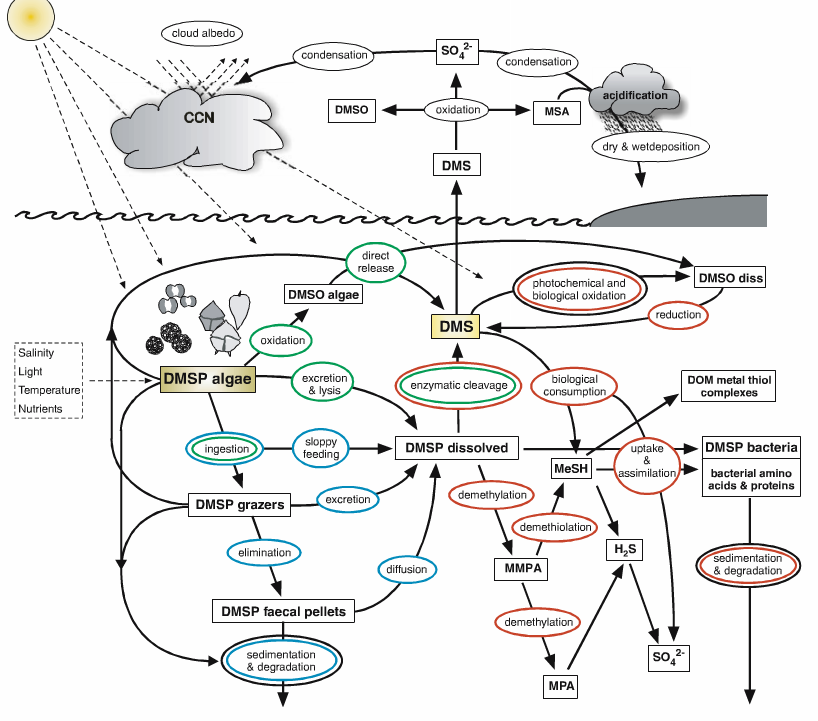 cloud albedo
condensation
SO₄²⁻
condensation
CCN
DMSO
oxidation
MSA
acidification
dry & wetdeposition
DMS
direct
release
DMSO algae
photochemical and
biological oxidation
DMSO diss
reduction
DMS
oxidation
Salinity
Light
Temperature
Nutrients
DMSP algae
excretion
& lysis
enzymatic cleavage
biological
consumption
DOM metal thiol
complexes
ingestion
sloppy
feeding
DMSP dissolved
MeSH
uptake
&
assimilation
DMSP bacteria
bacterial amino
acids & proteins
DMSP grazers
excretion
demethylation
demethiolation
elimination
diffusion
MMPA
H₂S
sedimentation
& degradation
DMSP faecal pellets
demethylation
sedimentation
& degradation
MPA
SO₄²⁻